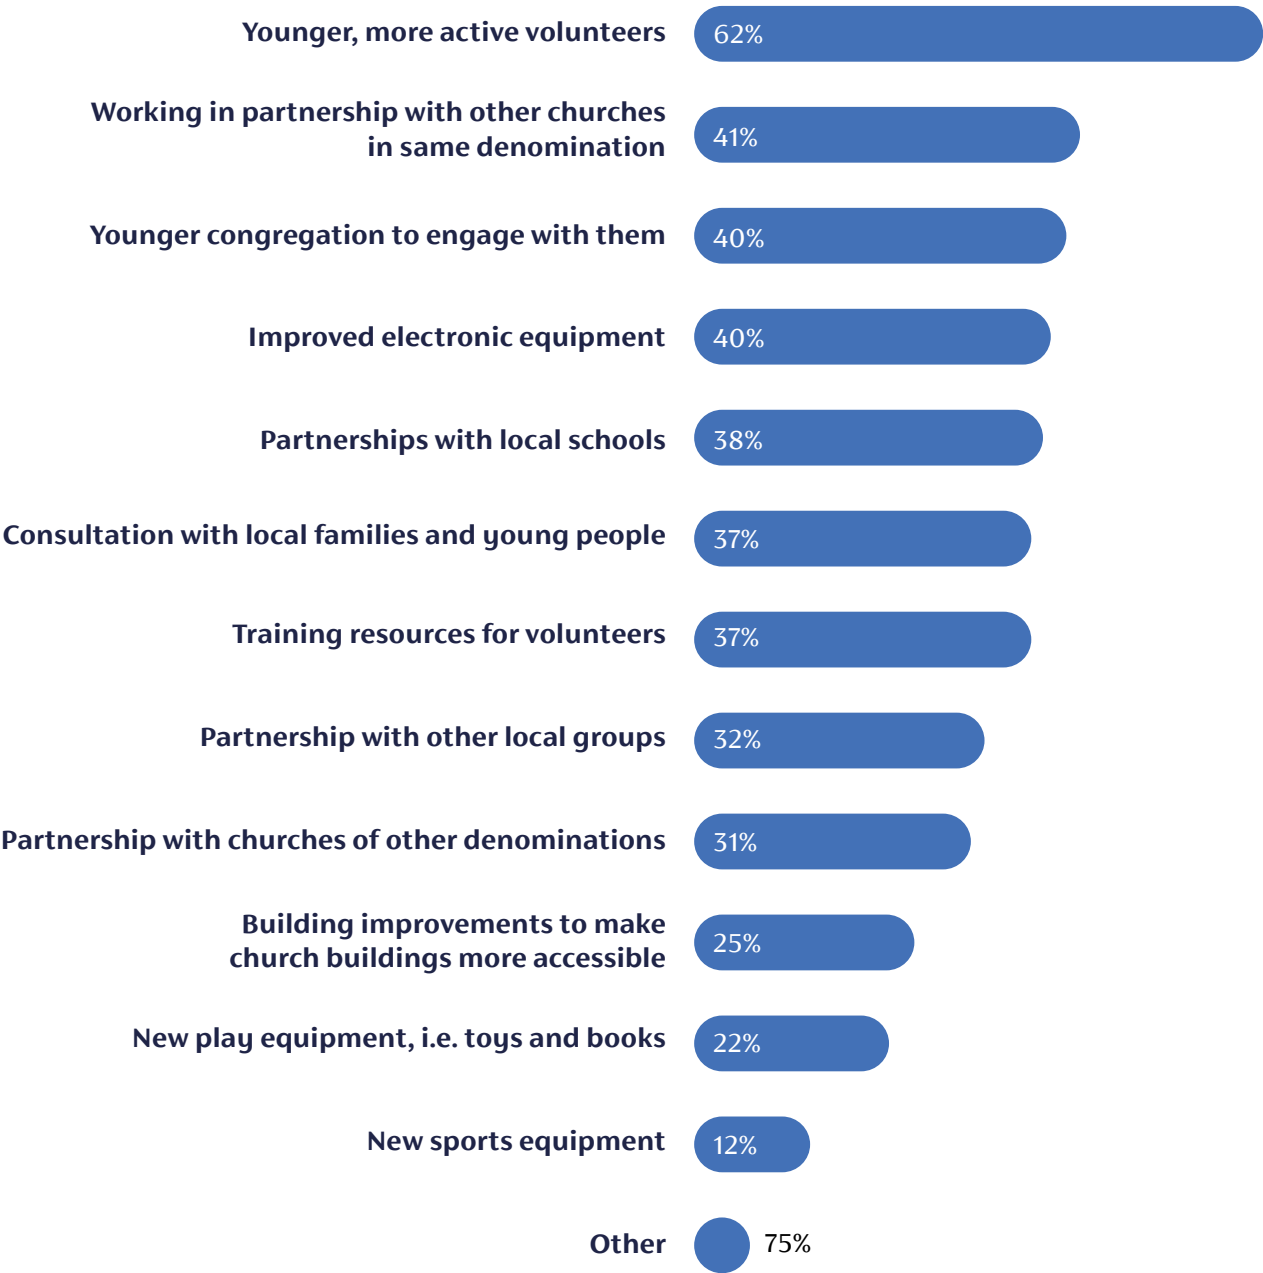 Younger, more active volunteers 62%
Working in partnership with other churches
in same denomination 41%
Younger congregation to engage with them 40%
Improved electronic equipment 40%
Partnerships with local schools 38%
Consultation with local families and young people 37%
Training resources for volunteers 37%
Partnership with other local groups 32%
Partnership with churches of other denominations 31%
Building improvements to make
church buildings more accessible 25%
New play equipment, i.e. toys and books 22%
New sports equipment 12%
Other 75%